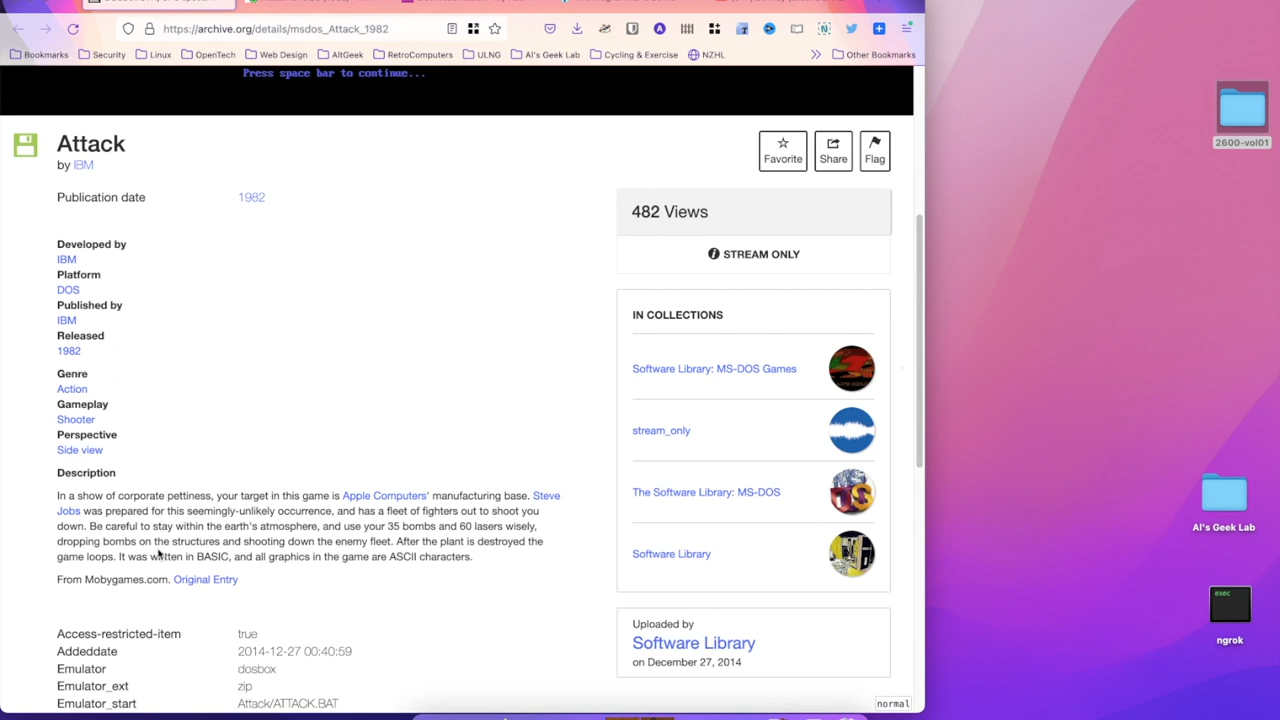 https://archive.org/details/msdos_Attack_1982
Bookmarks Security Linux OpenTech Web Design AltGeek RetroComputers ULNG AI's Geek Lab Cycling & Exercise NZHL Other Bookmarks
Press space bar to continue...
Attack
by IBM
Favorite Share Flag
Publication date 1982
482 Views
STREAM ONLY
Developed by
IBM
Platform
DOS
Published by
IBM
Released
1982
Genre
Action
Gameplay
Shooter
Perspective
Side view
Description
In a show of corporate pettiness, your target in this game is Apple Computers' manufacturing base. Steve
Jobs was prepared for this seemingly-unlikely occurrence, and has a fleet of fighters out to shoot you
down. Be careful to stay within the earth's atmosphere, and use your 35 bombs and 60 lasers wisely,
dropping bombs on the structures and shooting down the enemy fleet. After the plant is destroyed the
game loops. It was written in BASIC, and all graphics in the game are ASCII characters.
From Mobygames.com. Original Entry
Access-restricted-item true
Addeddate 2014-12-27 00:40:59
Emulator dosbox
Emulator_ext zip
Emulator_start Attack/ATTACK.BAT
IN COLLECTIONS
Software Library: MS-DOS Games
stream_only
The Software Library: MS-DOS
Software Library
Uploaded by
Software Library
on December 27, 2014
normal
2600-vol01
AI's Geek Lab
exec
ngrok